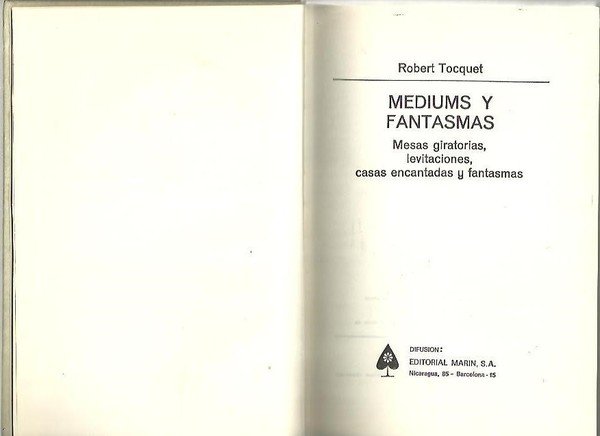 Robert Tocquet
MEDIUMS Y
FANTASMAS
Mesas giratorias,
levitaciones,
casas encantadas y fantasmas
DIFUSION:
EDITORIAL MARIN, S.A.
Nicaragua, 85 - Barcelona - 15